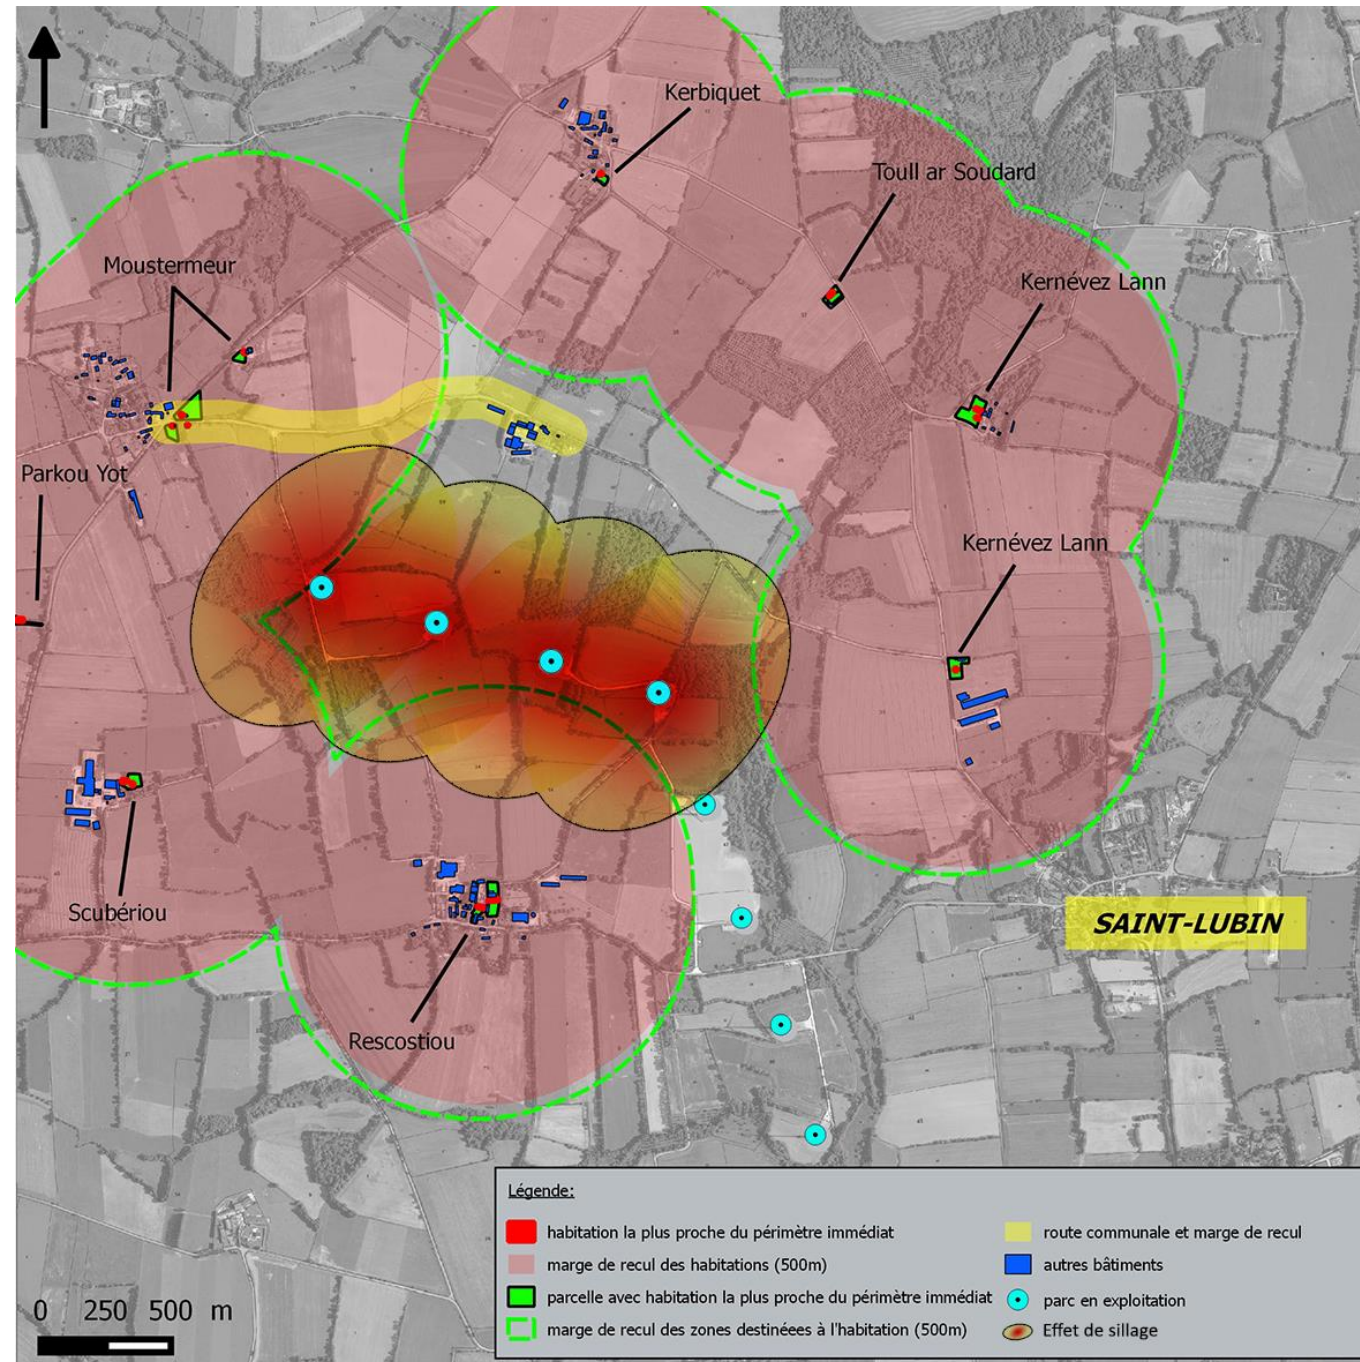 Kerbiquet
Toull ar Soudard
Moustermeur
Kernévez Lann
Parkou Yot
Kernévez Lann
Scubériou
SAINT-LUBIN
Rescostiou
Légende:
habitation la plus proche du périmètre immédiat
marge de recul des habitations (500m)
parcelle avec habitation la plus proche du périmètre immédiat
marge de recul des zones destinéees à l'habitation (500m)
route communale et marge de recul
autres bâtiments
parc en exploitation
Effet de sillage
0 250 500 m